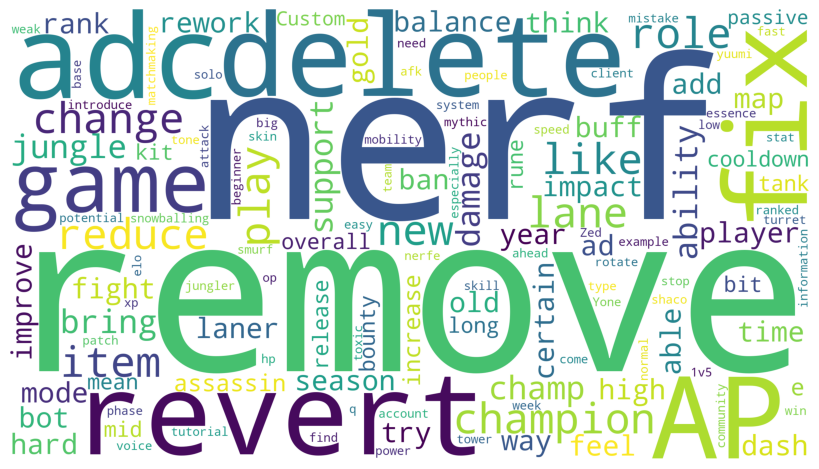 weak
rank
rework
Custom
balance
think
mistake
passive
role
fast
adc
delete
fix
base
solo
matchmaking
gold
need
afk
people
client
yuumi
add
map
introduce
big
system
mythic
essence
change
nerf
support
skin
mobility
speed
buff
low
stat
tone
attack
jungle
kit
play
beginner
team
ban
especially
rune
like
ability
cooldown
impact
tank
game
damage
lane
potential
snowballing
easy
new
ranked
reduce
overall
year
Zed
example
player
smurf
nerfe
ahead
ad
rotate
information
improve
elo
fight
jungler
op
remove
skill
type
stop
bit
xp
release
old
certain
Yone
shaco
bring
laner
toxic
bounty
increase
long
able
time
patch
hp
come
normal
item
mean
assassin
season
champ
high
1v5
mode
revert
week
champion
AP
community
e
bot
phase
q
account
try
win
mid
tutorial
find
tower
way
feel
dash
hard
voice
power